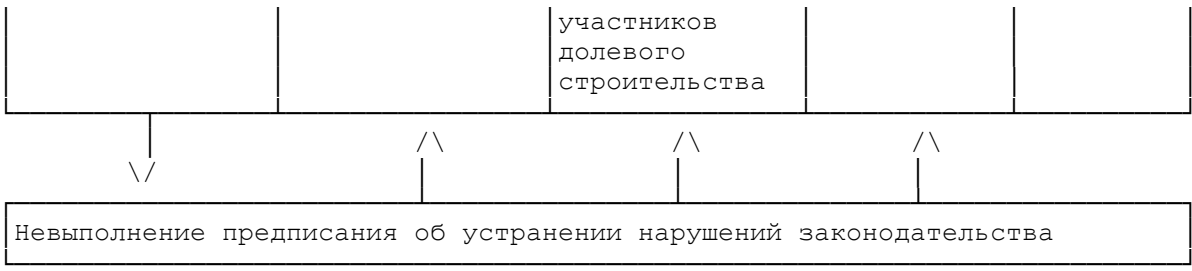 участников
долевого
строительства
Невыполнение предписания об устранении нарушений законодательства